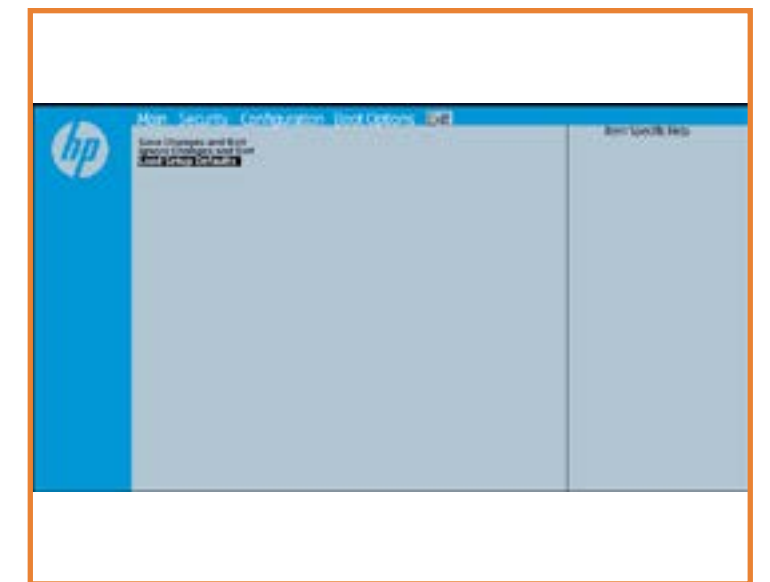 hp
Main Security Configuration Boot Options Exit
Save Changes and Exit
Ignore Changes and Exit
Load Setup Defaults
Item Specific Help